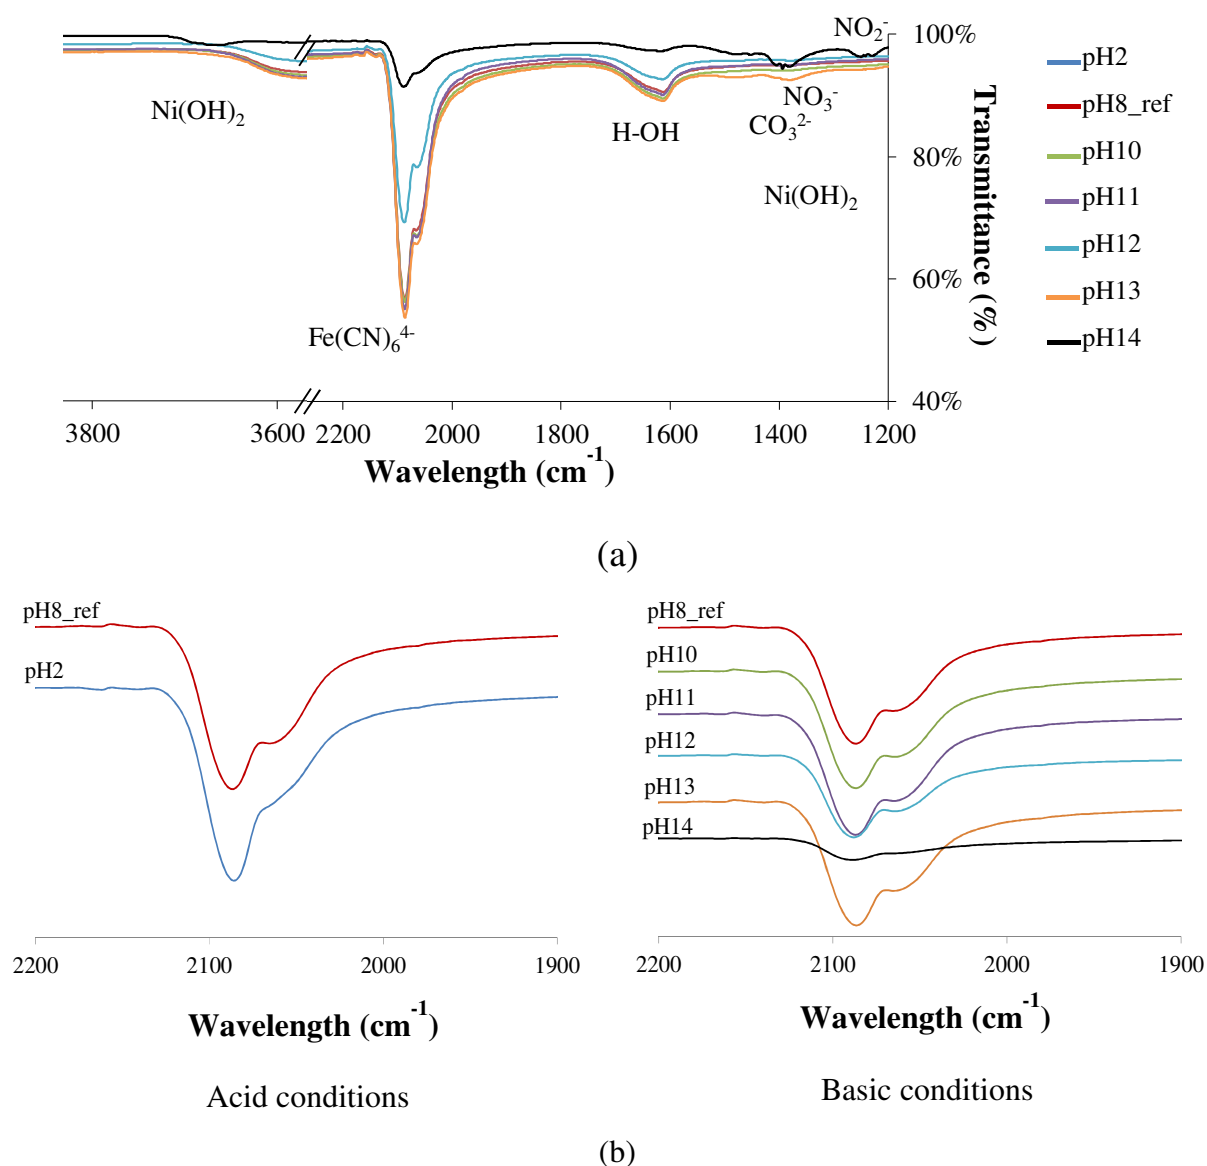 NO₂⁻
100%
pH2
Ni(OH)₂
NO₃⁻
pH8_ref
H-OH
CO₃²⁻
80%
pH10
Ni(OH)₂
pH11
pH12
Transmittance (%)
60%
pH13
Fe(CN)₆⁴⁻
pH14
40%
3800 3600 2200 2000 1800 1600 1400 1200
Wavelength (cm⁻¹)
(a)
pH8_ref
pH2
2200 2100 2000 1900
Wavelength (cm⁻¹)
Acid conditions
pH8_ref
pH10
pH11
pH12
pH13
pH14
2200 2100 2000 1900
Wavelength (cm⁻¹)
Basic conditions
(b)